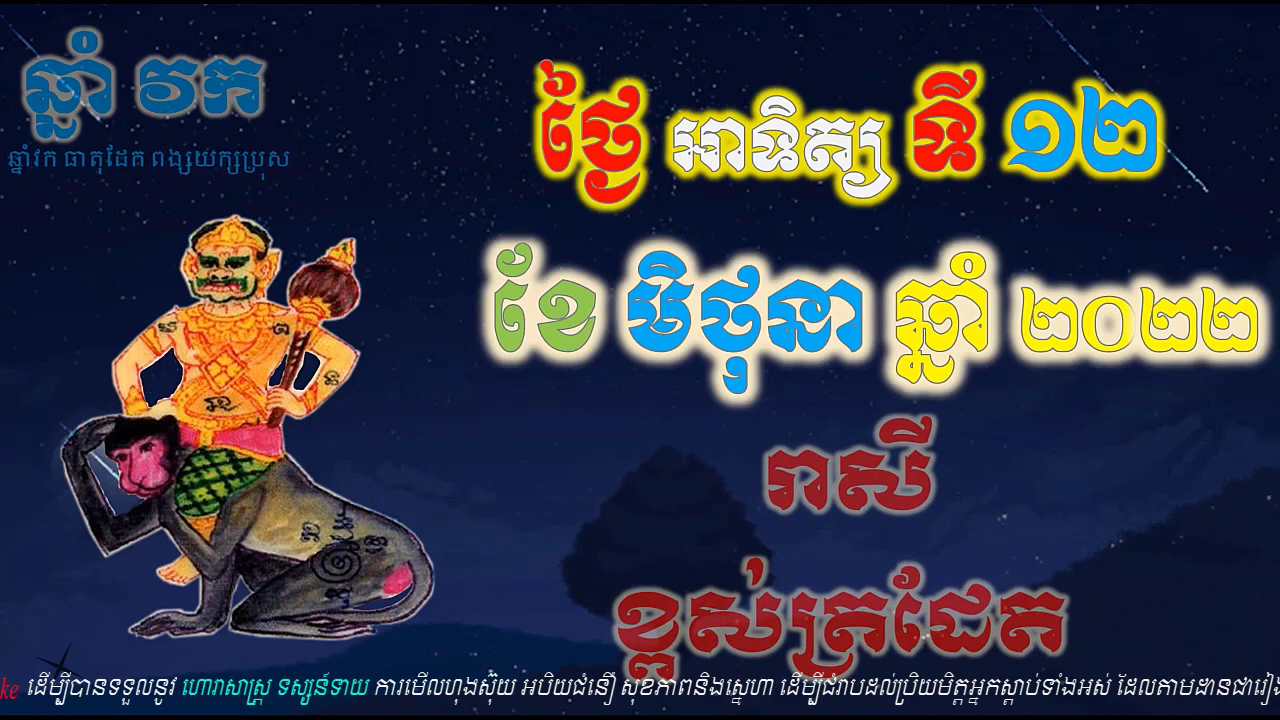 ឆ្នាំ វក
ឆ្នាំវក ធាតុដែក ពង្សយក្សប្រុស
ថ្ងៃ អាទិត្យ ទី ១២
ខែ មិថុនា ឆ្នាំ ២០២២
រាសី
ខ្ពស់ត្រដែត
ke ដើម្បីបានទទួលនូវ ហោរាសាស្ត្រ ទស្សន៍ទាយ ការមើលហុងស៊ុយ អបិយជំនឿ សុខភាពនិងស្នេហា ដើម្បីជំរាបដល់ប្រិយមិត្តអ្នកស្តាប់ទាំងអស់ ដែលតាមដានជារៀង